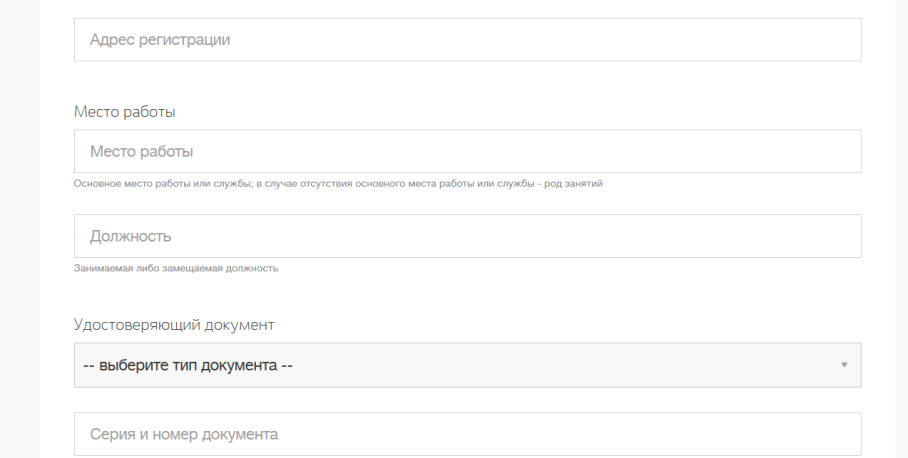 Адрес регистрации
Место работы
Место работы
Основное место работы или службы; в случае отсутствия основного места работы или службы - род занятий
Должность
Занимаемая либо замещаемая должность
Удостоверяющий документ
-- выберите тип документа --
Серия и номер документа